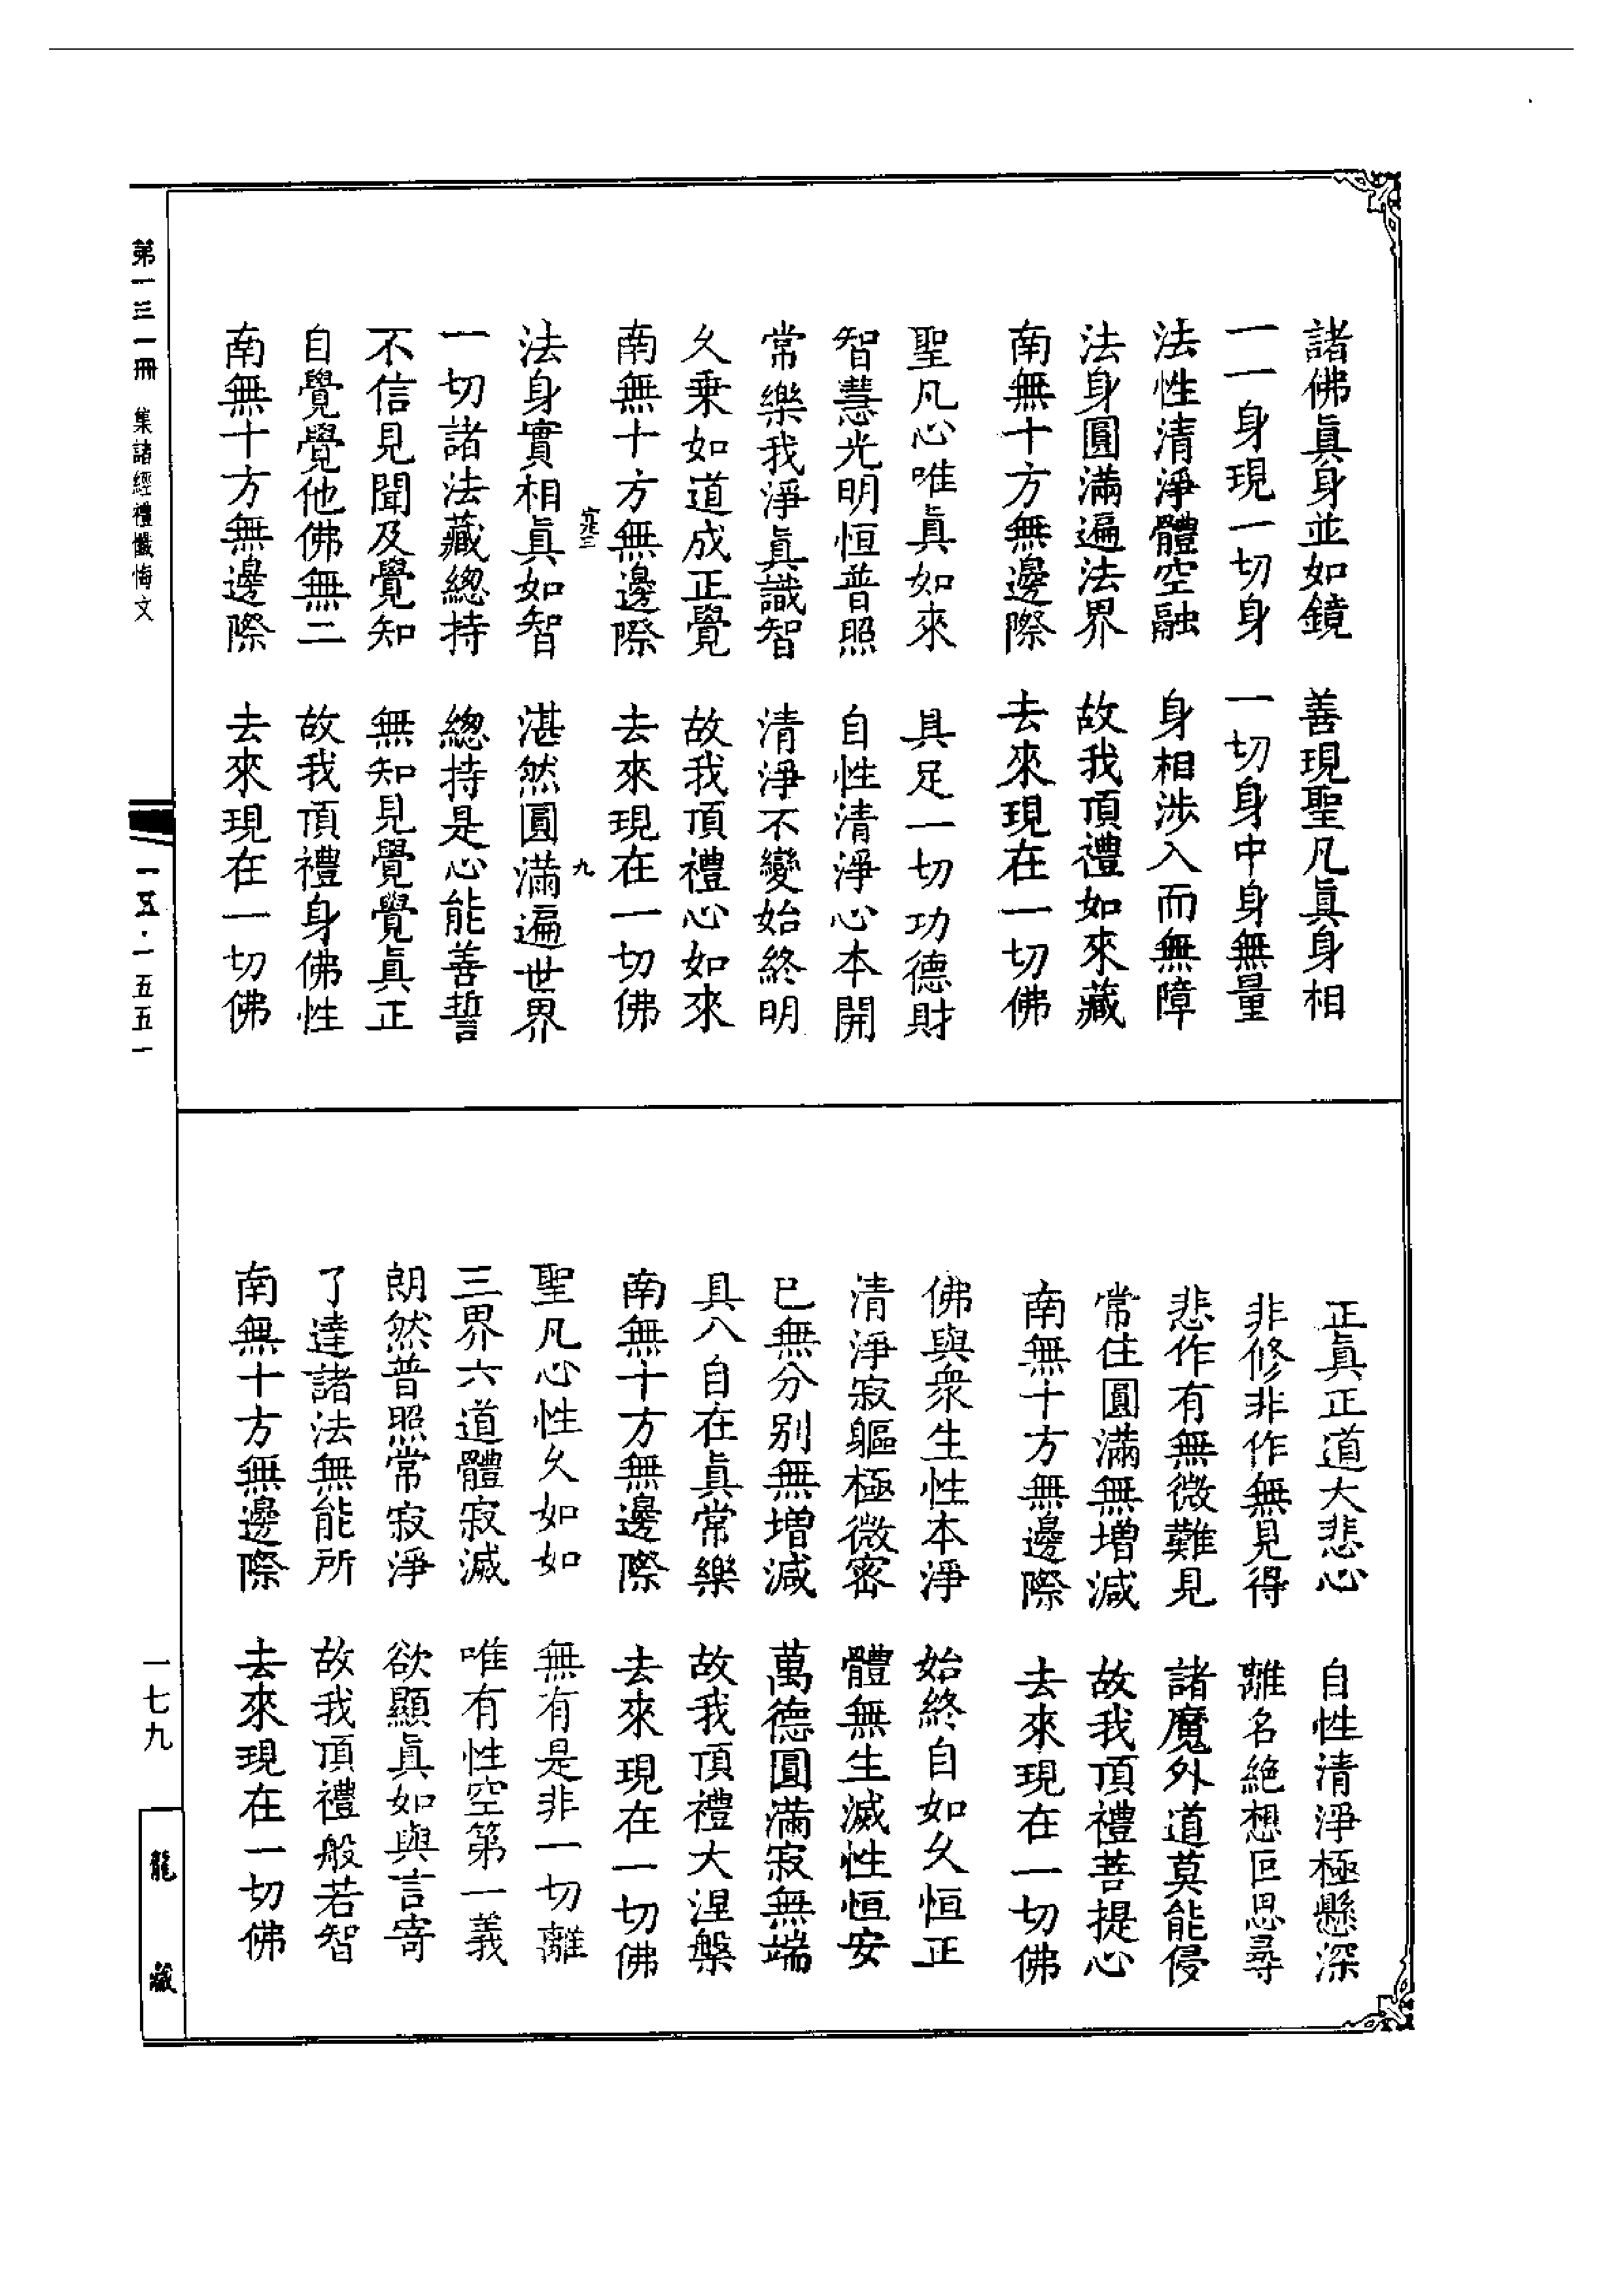 諸佛眞身並如鏡　善現聖凡眞身相
一一身現一切身　一切身中身無量
法性清淨體空融　身相涉入而無障
法身圓滿遍法界　故我頂禮如來藏
南無十方無邊際　去來現在一切佛
聖凡心唯眞如來　具足一切功德財
智慧光明恒普照　自性清淨心本開
常樂我淨眞識智　清淨不變始終明
久乗如道成正覺　故我頂禮心如來
南無十方無邊際　去來現在一切佛
九
法身實相眞如智　湛然圓滿遍世界
一切諸法藏緫持　緫持是心能善誓
不信見聞及覺知　無知見覺覺眞正
自覺覺他佛無二　故我頂禮身佛性
南無十方無邊際　去來現在一切佛
正眞正道大悲心　自性清淨極懸深
非修非作無見得　離名絶想叵思尋
悲作有無微難見　諸魔外道莫能侵
常住圓滿無増減　故我頂禮菩提心
南無十方無邊際　去來現在一切佛
佛與衆生性本淨　始終自如久恒正
清淨寂軀極微密　體無生滅性恒安
已無分别無増減　萬德圓滿寂無端
具八自在眞常樂　故我頂禮大涅槃
南無十方無邊際　去來現在一切佛
聖凡心性久如如　無有是非一切離
三界六道體寂滅　唯有性空第一義
朗然普照常寂淨　欲顯眞如與言寄
了達諸法無能所　故我頂禮般若智
南無十方無邊際　去來現在一切佛
第一三一冊　集諸經禮懺悔文
一五五一
一七九
龍藏